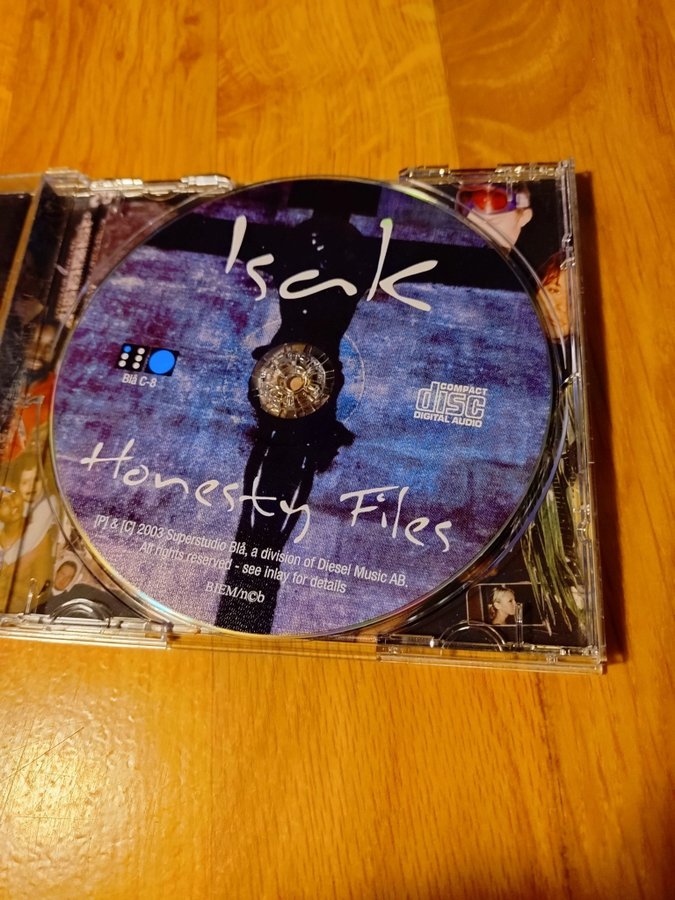 Isak
Blå C-8
COMPACT
disc
DIGITAL AUDIO
Honesty Files
[P] & [C] 2003 Superstudio Blå, a division of Diesel Music AB.
All rights reserved - see inlay for details
BIEM/n©b